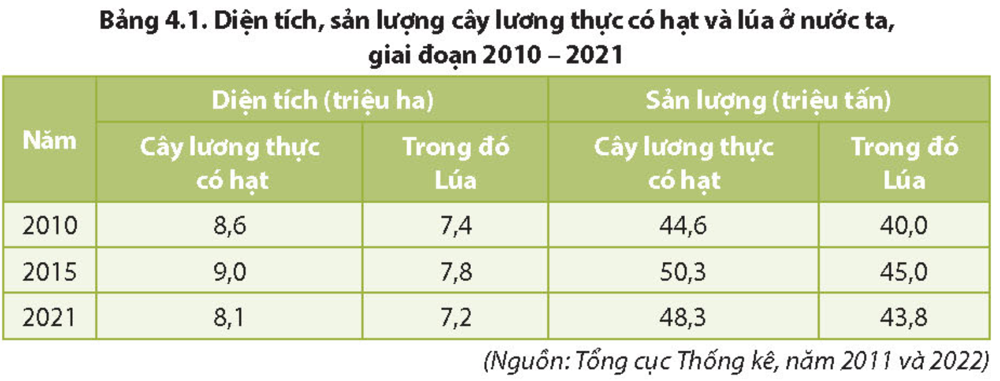 Bảng 4.1. Diện tích, sản lượng cây lương thực có hạt và lúa ở nước ta,
giai đoạn 2010 – 2021
Năm
Diện tích (triệu ha)
Sản lượng (triệu tấn)
Cây lương thực
có hạt
Trong đó
Lúa
Cây lương thực
có hạt
Trong đó
Lúa
2010 8,6 7,4 44,6 40,0
2015 9,0 7,8 50,3 45,0
2021 8,1 7,2 48,3 43,8
(Nguồn: Tổng cục Thống kê, năm 2011 và 2022)